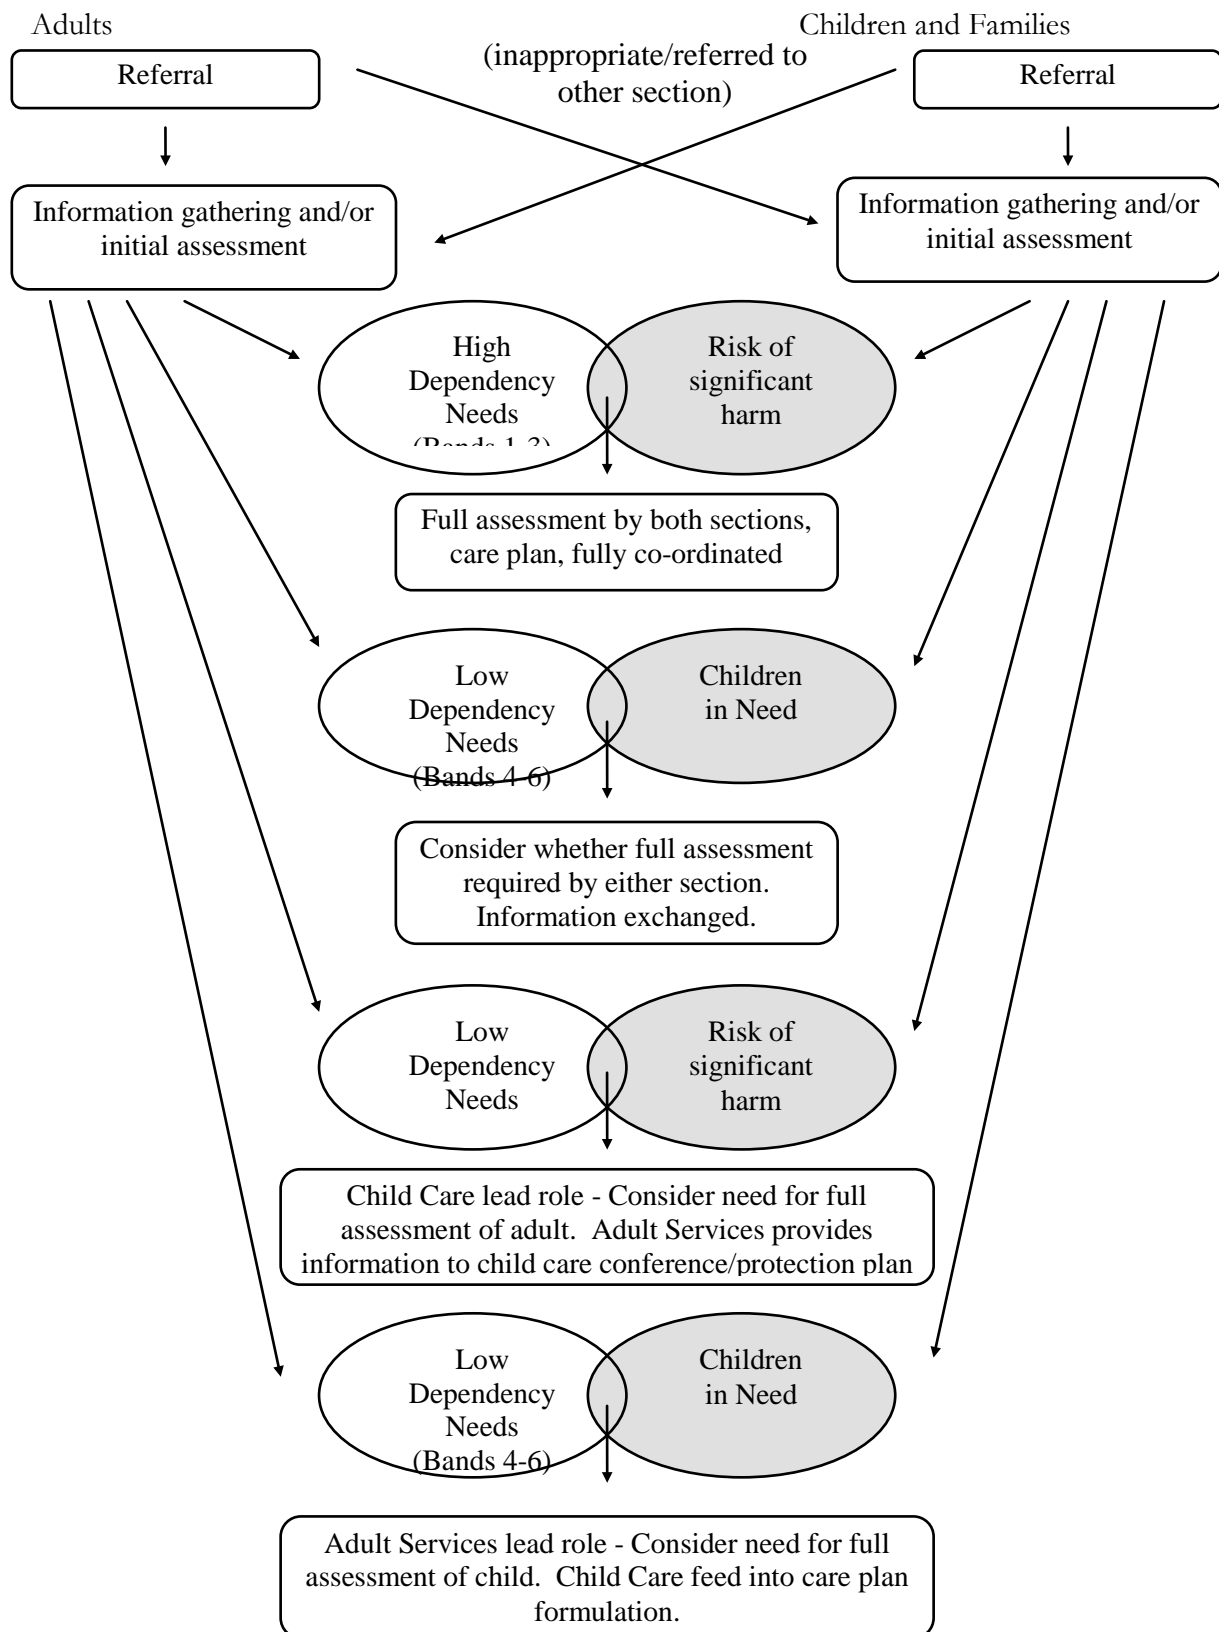 Adults
Children and Families
(inappropriate/referred to
other section)
Referral
Referral
Information gathering and/or
initial assessment
Information gathering and/or
initial assessment
High
Dependency
Needs
(Bands 1-3)
Risk of
significant
harm
Full assessment by both sections,
care plan, fully co-ordinated
Low
Dependency
Needs
(Bands 4-6)
Children
in Need
Consider whether full assessment
required by either section.
Information exchanged.
Low
Dependency
Needs
Risk of
significant
harm
Child Care lead role - Consider need for full
assessment of adult.  Adult Services provides
information to child care conference/protection plan
Low
Dependency
Needs
(Bands 4-6)
Children
in Need
Adult Services lead role - Consider need for full
assessment of child.  Child Care feed into care plan
formulation.